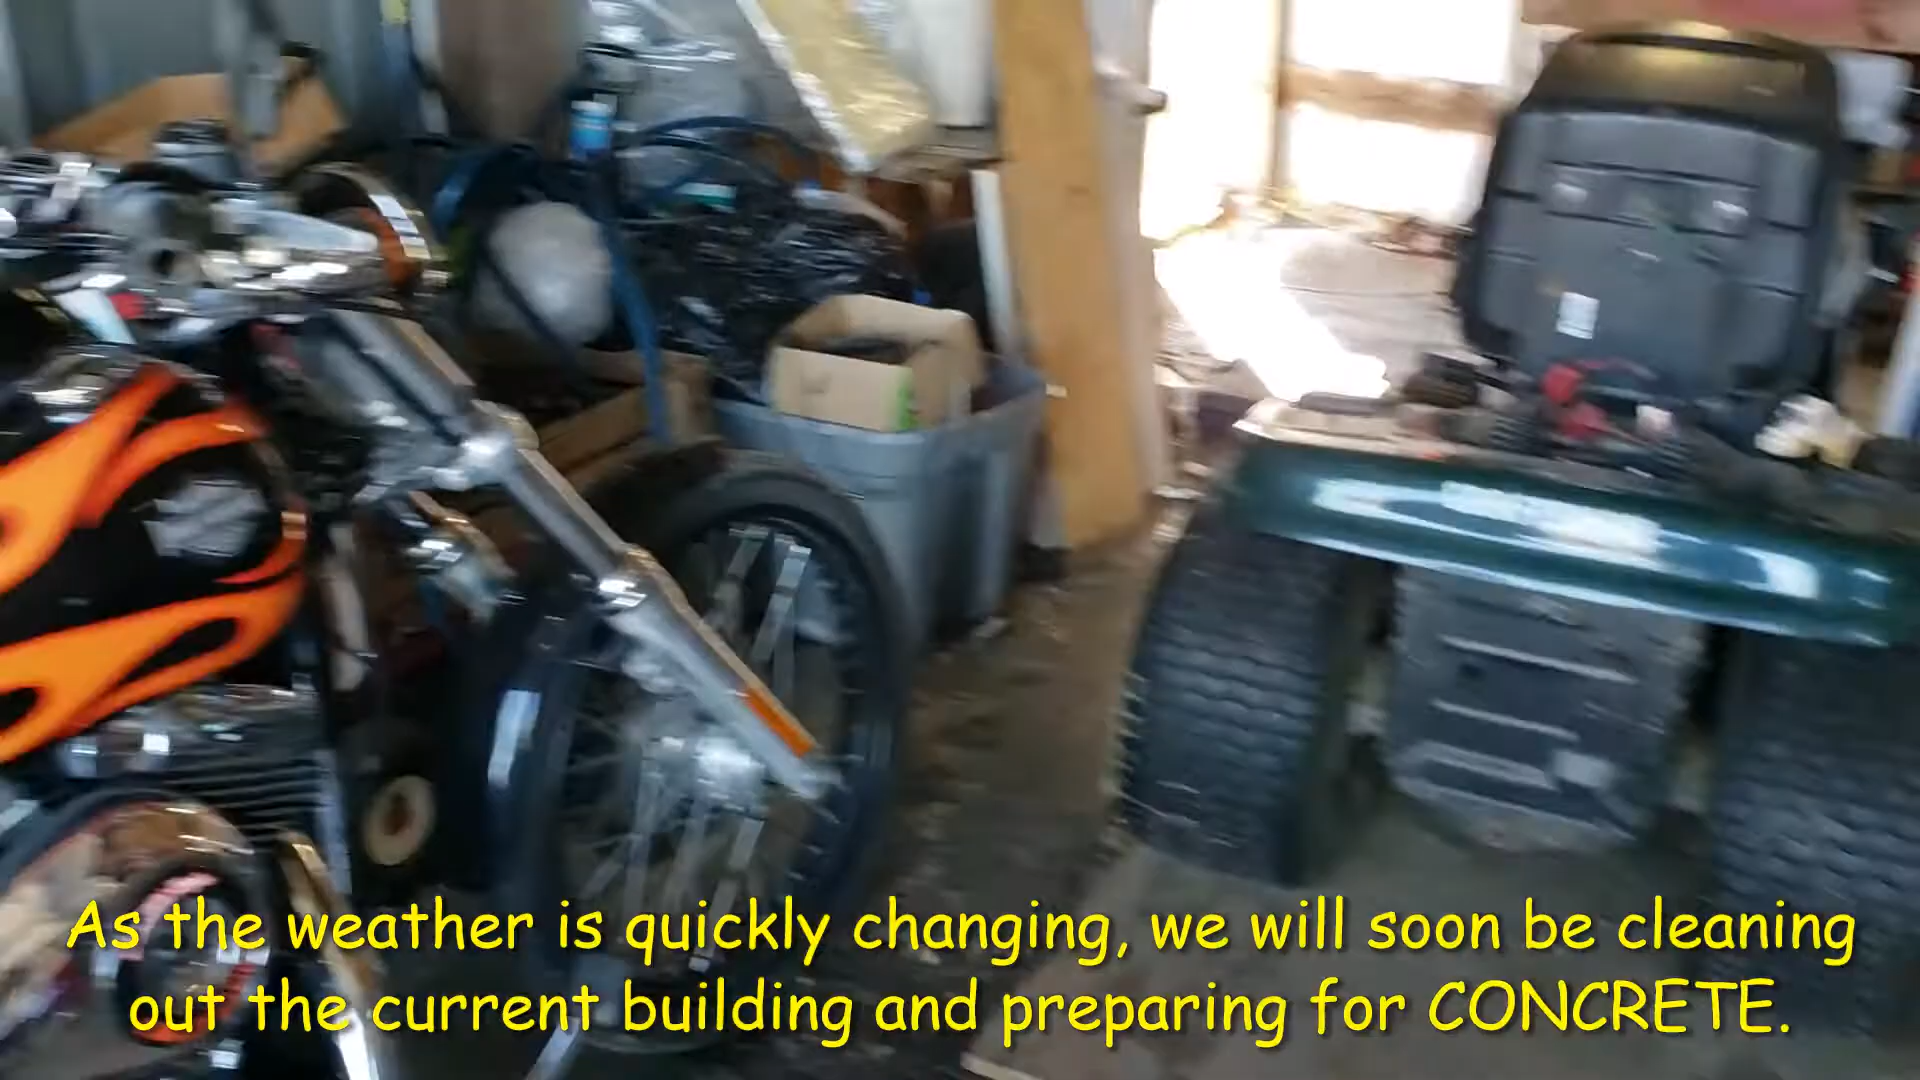 As the weather is quickly changing, we will soon be cleaning
out the current building and preparing for CONCRETE.